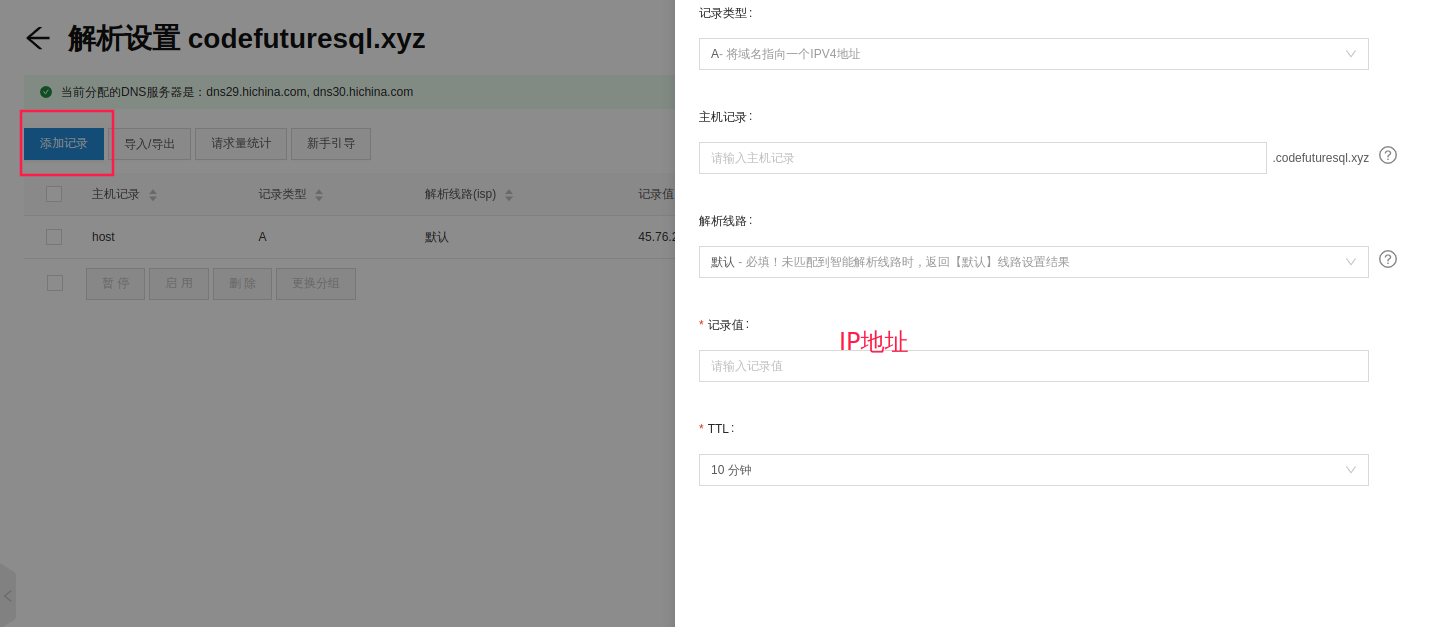 解析设置 codefuturesql.xyz
当前分配的DNS服务器是：dns29.hichina.com, dns30.hichina.com
添加记录 导入/导出 请求量统计 新手引导
主机记录 记录类型 解析线路(isp) 记录值
host A 默认 45.76.2
暂 停 启 用 删 除 更换分组
记录类型:
A- 将域名指向一个IPV4地址
主机记录:
请输入主机记录 .codefuturesql.xyz
解析线路:
默认 - 必填！未匹配到智能解析线路时，返回【默认】线路设置结果
* 记录值:
IP地址
请输入记录值
* TTL:
10 分钟